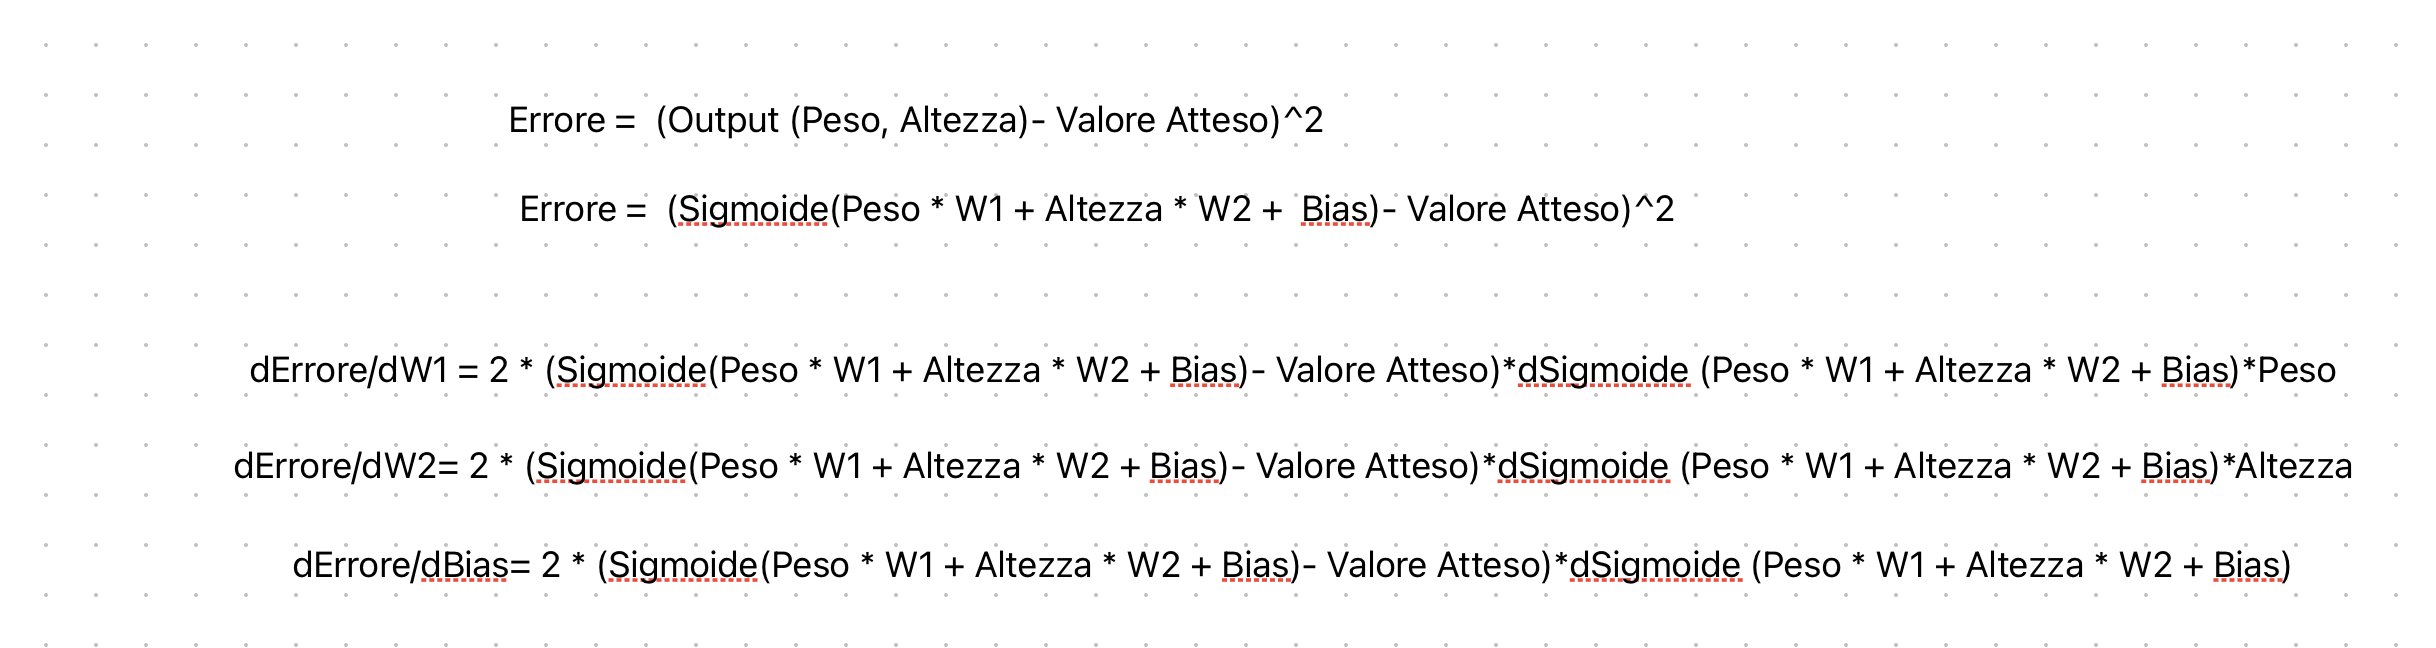 Errore = (Output (Peso, Altezza)- Valore Atteso)^2
Errore = (Sigmoide(Peso * W1 + Altezza * W2 + Bias)- Valore Atteso)^2
dErrore/dW1 = 2 * (Sigmoide(Peso * W1 + Altezza * W2 + Bias)- Valore Atteso)*dSigmoide (Peso * W1 + Altezza * W2 + Bias)*Peso
dErrore/dW2= 2 * (Sigmoide(Peso * W1 + Altezza * W2 + Bias)- Valore Atteso)*dSigmoide (Peso * W1 + Altezza * W2 + Bias)*Altezza
dErrore/dBias= 2 * (Sigmoide(Peso * W1 + Altezza * W2 + Bias)- Valore Atteso)*dSigmoide (Peso * W1 + Altezza * W2 + Bias)